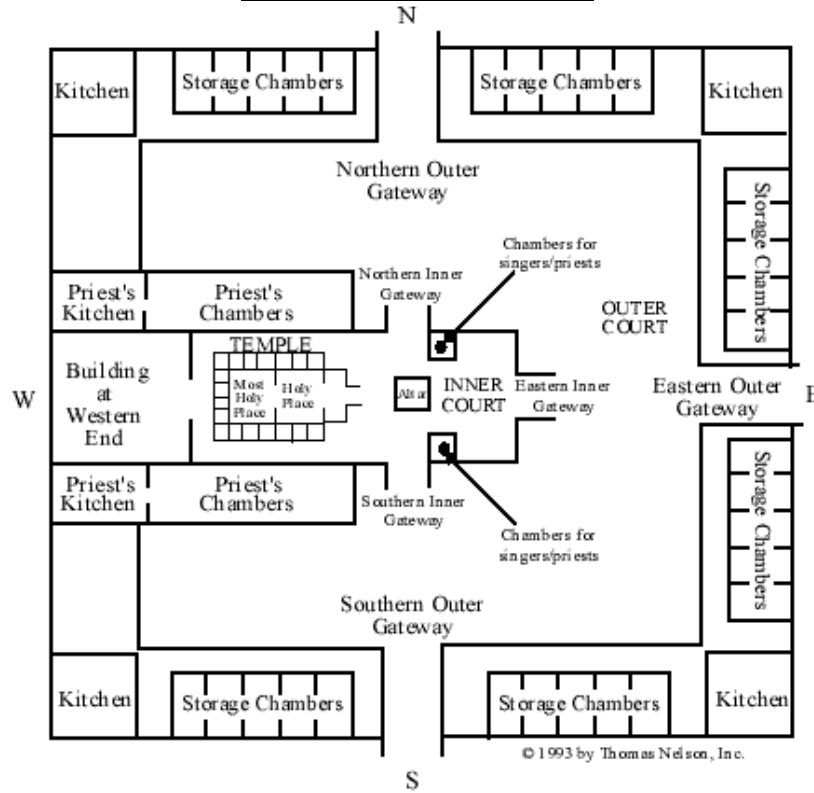 N
Kitchen
Storage Chambers
Storage Chambers
Kitchen
Northern Outer
Gateway
Storage Chambers
Chambers for
singers/priests
Northern Inner
Gateway
Priest's
Kitchen
Priest's
Chambers
OUTER
COURT
TEMPLE
W
Building
at
Western
End
Most
Holy
Place
Holy
Place
Altar
INNER
COURT
Eastern Inner
Gateway
Eastern Outer
Gateway
E
Priest's
Kitchen
Priest's
Chambers
Southern Inner
Gateway
Storage Chambers
Chambers for
singers/priests
Southern Outer
Gateway
Kitchen
Storage Chambers
Storage Chambers
Kitchen
© 1993 by Thomas Nelson, Inc.
S